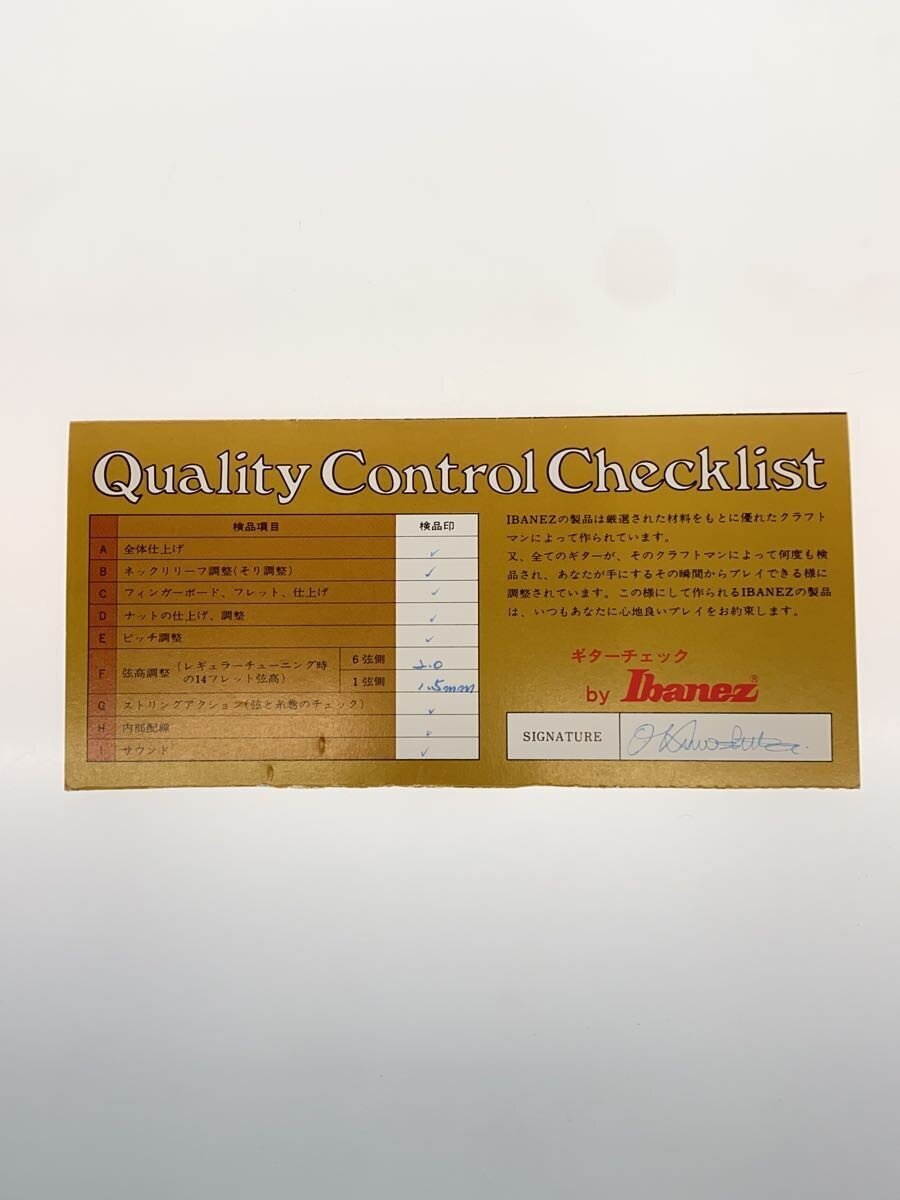 Quality Control Checklist
検品項目 検品印
A 全体仕上げ ✓
B ネックリリーフ調整(そり調整) ✓
C フィンガーボード、フレット、仕上げ ✓
D ナットの仕上げ、調整 ✓
E ピッチ調整 ✓
F 弦高調整 (レギュラーチューニング時の14フレット弦高) 6弦側 2.0
1弦側 1.5mm
G ストリングアクション(弦と糸巻のチェック) ✓
H 内部配線 ✓
I サウンド ✓
IBANEZの製品は厳選された材料をもとに優れたクラフト
マンによって作られています。
又、全てのギターが、そのクラフトマンによって何度も検
品され、あなたが手にするその瞬間からプレイできる様に
調整されています。この様にして作られるIBANEZの製品
は、いつもあなたに心地良いプレイをお約束します。
ギターチェック
by Ibanez®
SIGNATURE